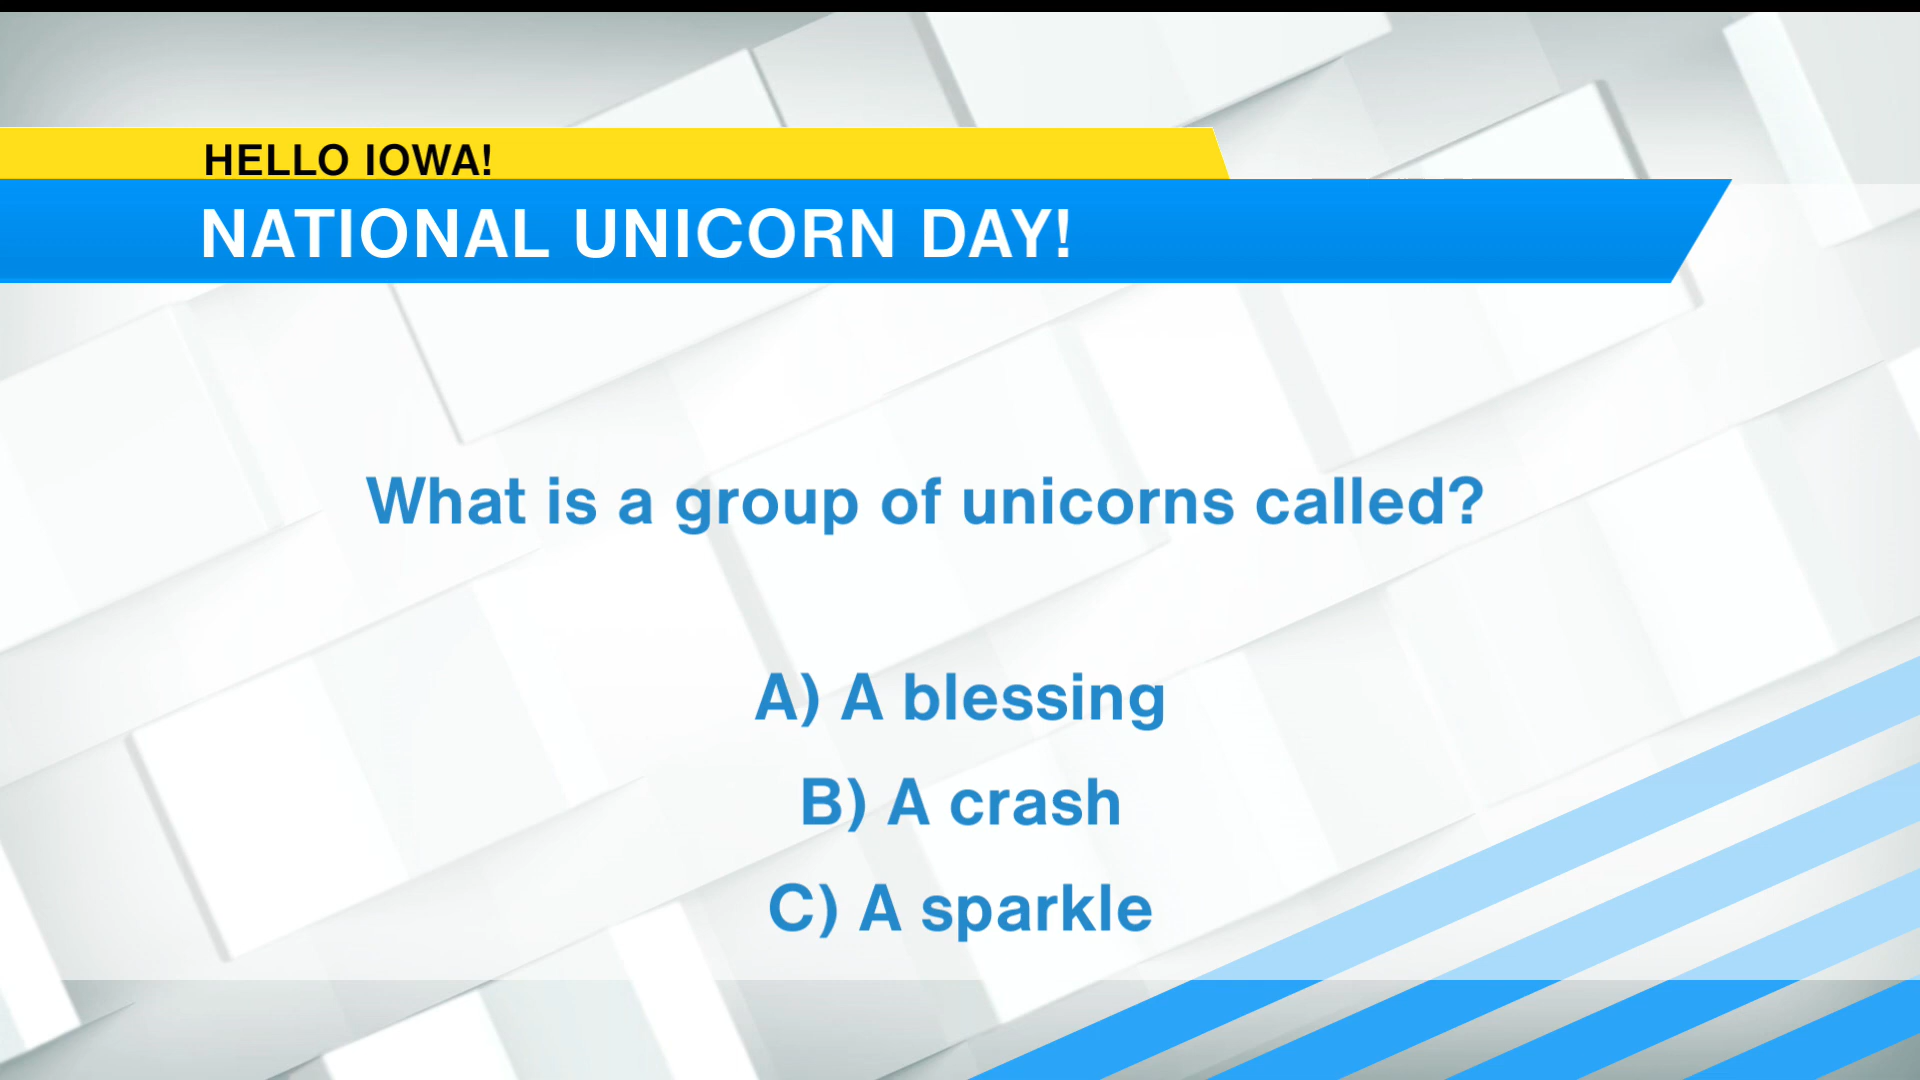 HELLO IOWA!
NATIONAL UNICORN DAY!
What is a group of unicorns called?
A) A blessing
B) A crash
C) A sparkle